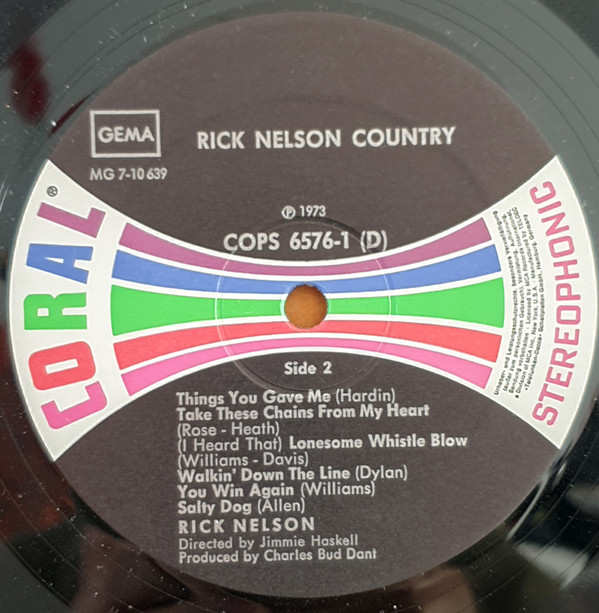 GEMA
RICK NELSON COUNTRY
MG 7-10639
℗ 1973
COPS 6576-1 (D)
CORAL®
STEREOPHONIC
Side 2
Things You Gave Me (Hardin)
Take These Chains From My Heart
(Rose - Heath)
(I Heard That) Lonesome Whistle Blow
(Williams - Davis)
Walkin' Down The Line (Dylan)
You Win Again (Williams)
Salty Dog (Allen)
RICK NELSON
Directed by Jimmie Haskell
Produced by Charles Bud Dant